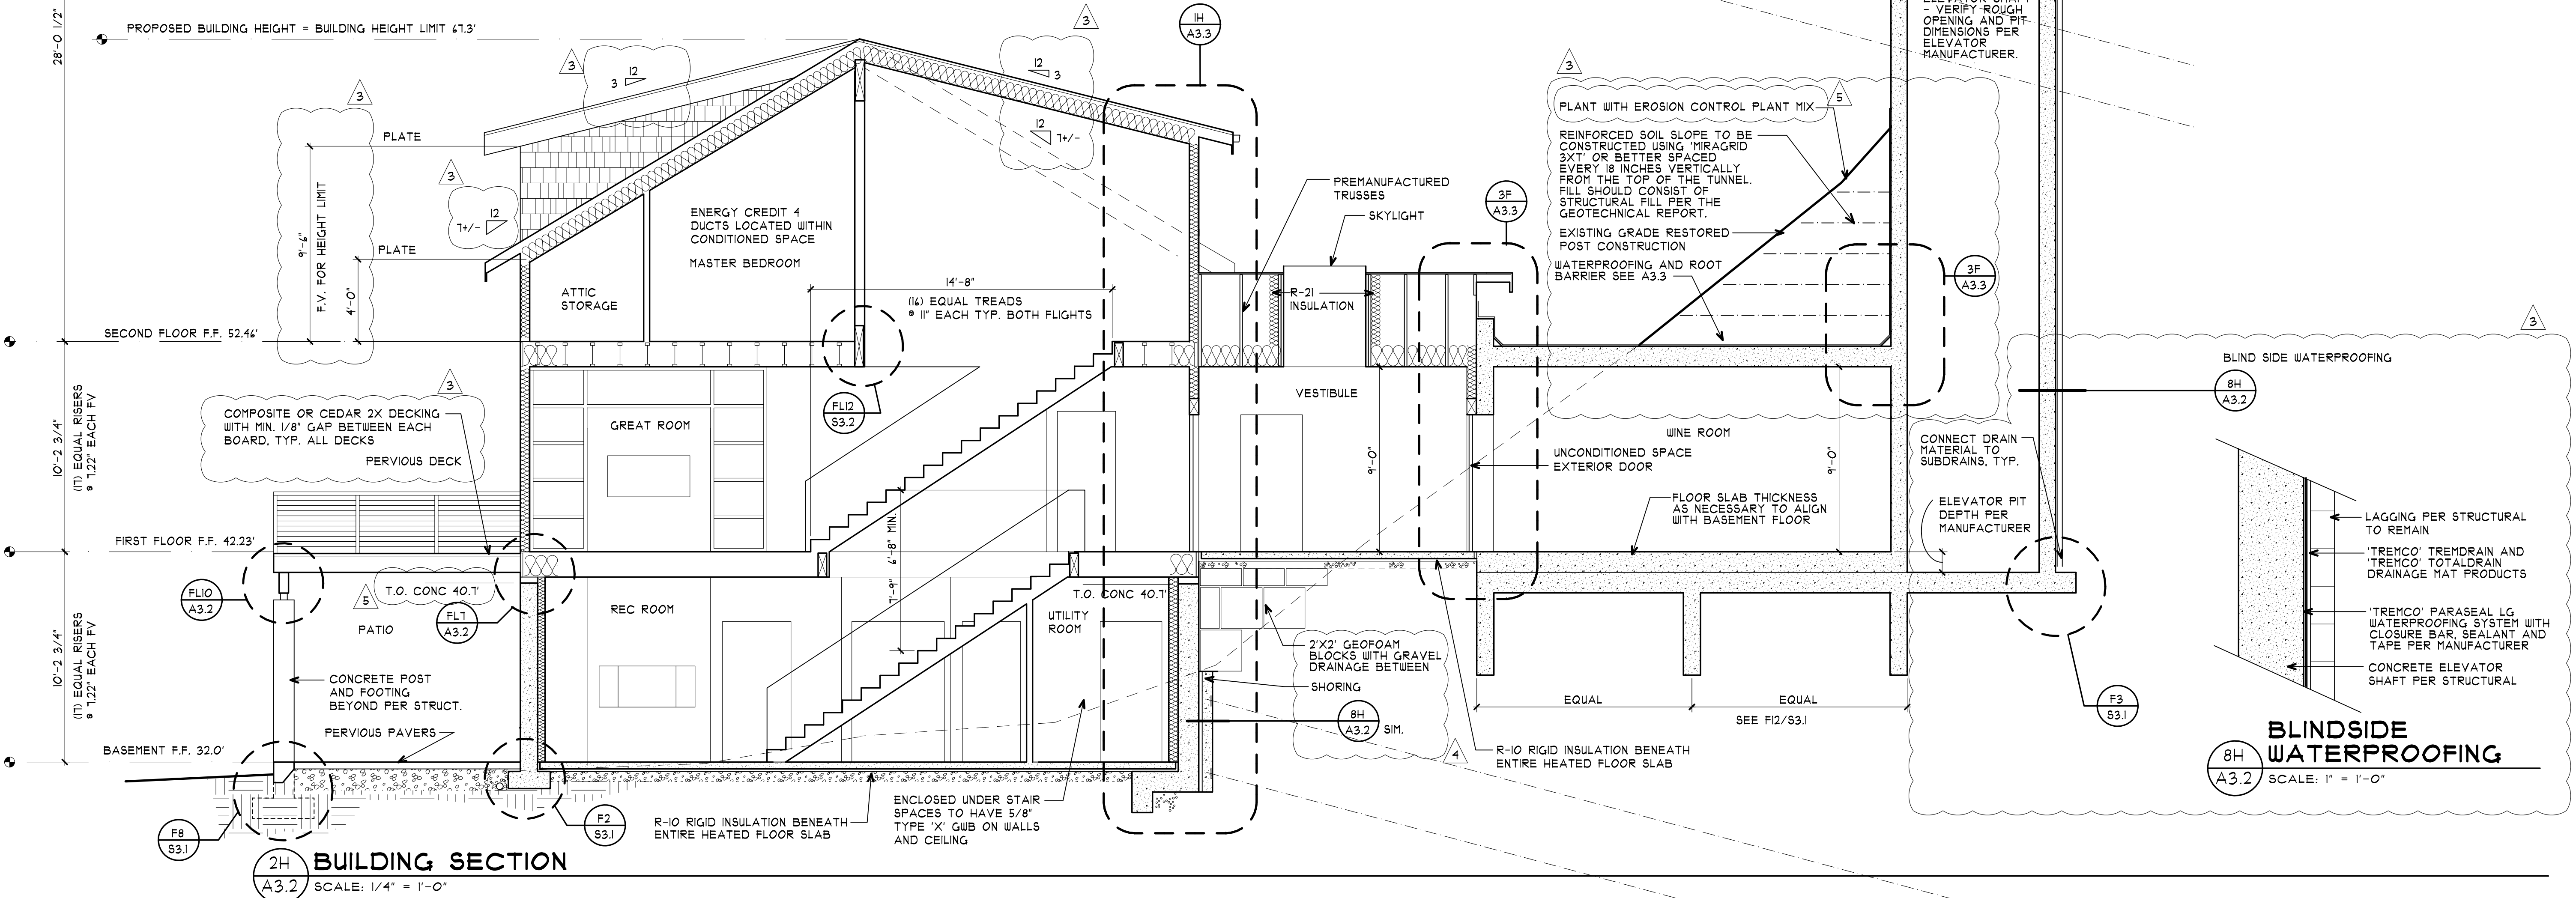 28'-0 1/2"
PROPOSED BUILDING HEIGHT = BUILDING HEIGHT LIMIT 67.3'
3
12
3
3
12
3
12
7+/-
3
1H
A3.3
- VERIFY ROUGH
OPENING AND PIT
DIMENSIONS PER
ELEVATOR
MANUFACTURER.
3
PLATE
9'-6"
F.V. FOR HEIGHT LIMIT
3
12
7+/-
PLATE
4'-0"
ENERGY CREDIT 4
DUCTS LOCATED WITHIN
CONDITIONED SPACE
MASTER BEDROOM
ATTIC
STORAGE
14'-8"
(16) EQUAL TREADS
@ 11" EACH TYP. BOTH FLIGHTS
PREMANUFACTURED
TRUSSES
SKYLIGHT
R-21
INSULATION
3F
A3.3
3
PLANT WITH EROSION CONTROL PLANT MIX
5
REINFORCED SOIL SLOPE TO BE
CONSTRUCTED USING 'MIRAGRID
3XT' OR BETTER SPACED
EVERY 18 INCHES VERTICALLY
FROM THE TOP OF THE TUNNEL.
FILL SHOULD CONSIST OF
STRUCTURAL FILL PER THE
GEOTECHNICAL REPORT.
EXISTING GRADE RESTORED
POST CONSTRUCTION
WATERPROOFING AND ROOT
BARRIER SEE A3.3
3F
A3.3
3
SECOND FLOOR F.F. 52.46'
BLIND SIDE WATERPROOFING
8H
A3.2
10'-2 3/4"
(17) EQUAL RISERS
@ 7.22" EACH FV
3
COMPOSITE OR CEDAR 2X DECKING
WITH MIN. 1/8" GAP BETWEEN EACH
BOARD, TYP. ALL DECKS
PERVIOUS DECK
GREAT ROOM
FL12
S3.2
VESTIBULE
9'-0"
UNCONDITIONED SPACE
EXTERIOR DOOR
WINE ROOM
9'-0"
FLOOR SLAB THICKNESS
AS NECESSARY TO ALIGN
WITH BASEMENT FLOOR
CONNECT DRAIN
MATERIAL TO
SUBDRAINS, TYP.
ELEVATOR PIT
DEPTH PER
MANUFACTURER
FIRST FLOOR F.F. 42.23'
6'-8" MIN.
7'-9"
FL10
A3.2
5
T.O. CONC 40.7'
PATIO
FL7
A3.2
REC ROOM
T.O. CONC 40.7'
UTILITY
ROOM
10'-2 3/4"
(17) EQUAL RISERS
@ 7.22" EACH FV
CONCRETE POST
AND FOOTING
BEYOND PER STRUCT.
PERVIOUS PAVERS
BASEMENT F.F. 32.0'
2'X2' GEOFOAM
BLOCKS WITH GRAVEL
DRAINAGE BETWEEN
SHORING
8H
A3.2
SIM.
4
R-10 RIGID INSULATION BENEATH
ENTIRE HEATED FLOOR SLAB
EQUAL
EQUAL
SEE F12/S3.1
F3
S3.1
LAGGING PER STRUCTURAL
TO REMAIN
'TREMCO' TREMDRAIN AND
'TREMCO' TOTALDRAIN
DRAINAGE MAT PRODUCTS
'TREMCO' PARASEAL LG
WATERPROOFING SYSTEM WITH
CLOSURE BAR, SEALANT AND
TAPE PER MANUFACTURER
CONCRETE ELEVATOR
SHAFT PER STRUCTURAL
8H
A3.2
BLINDSIDE
WATERPROOFING
SCALE: 1" = 1'-0"
F8
S3.1
F2
S3.1
R-10 RIGID INSULATION BENEATH
ENTIRE HEATED FLOOR SLAB
ENCLOSED UNDER STAIR
SPACES TO HAVE 5/8"
TYPE 'X' GWB ON WALLS
AND CEILING
2H
A3.2
BUILDING SECTION
SCALE: 1/4" = 1'-0"